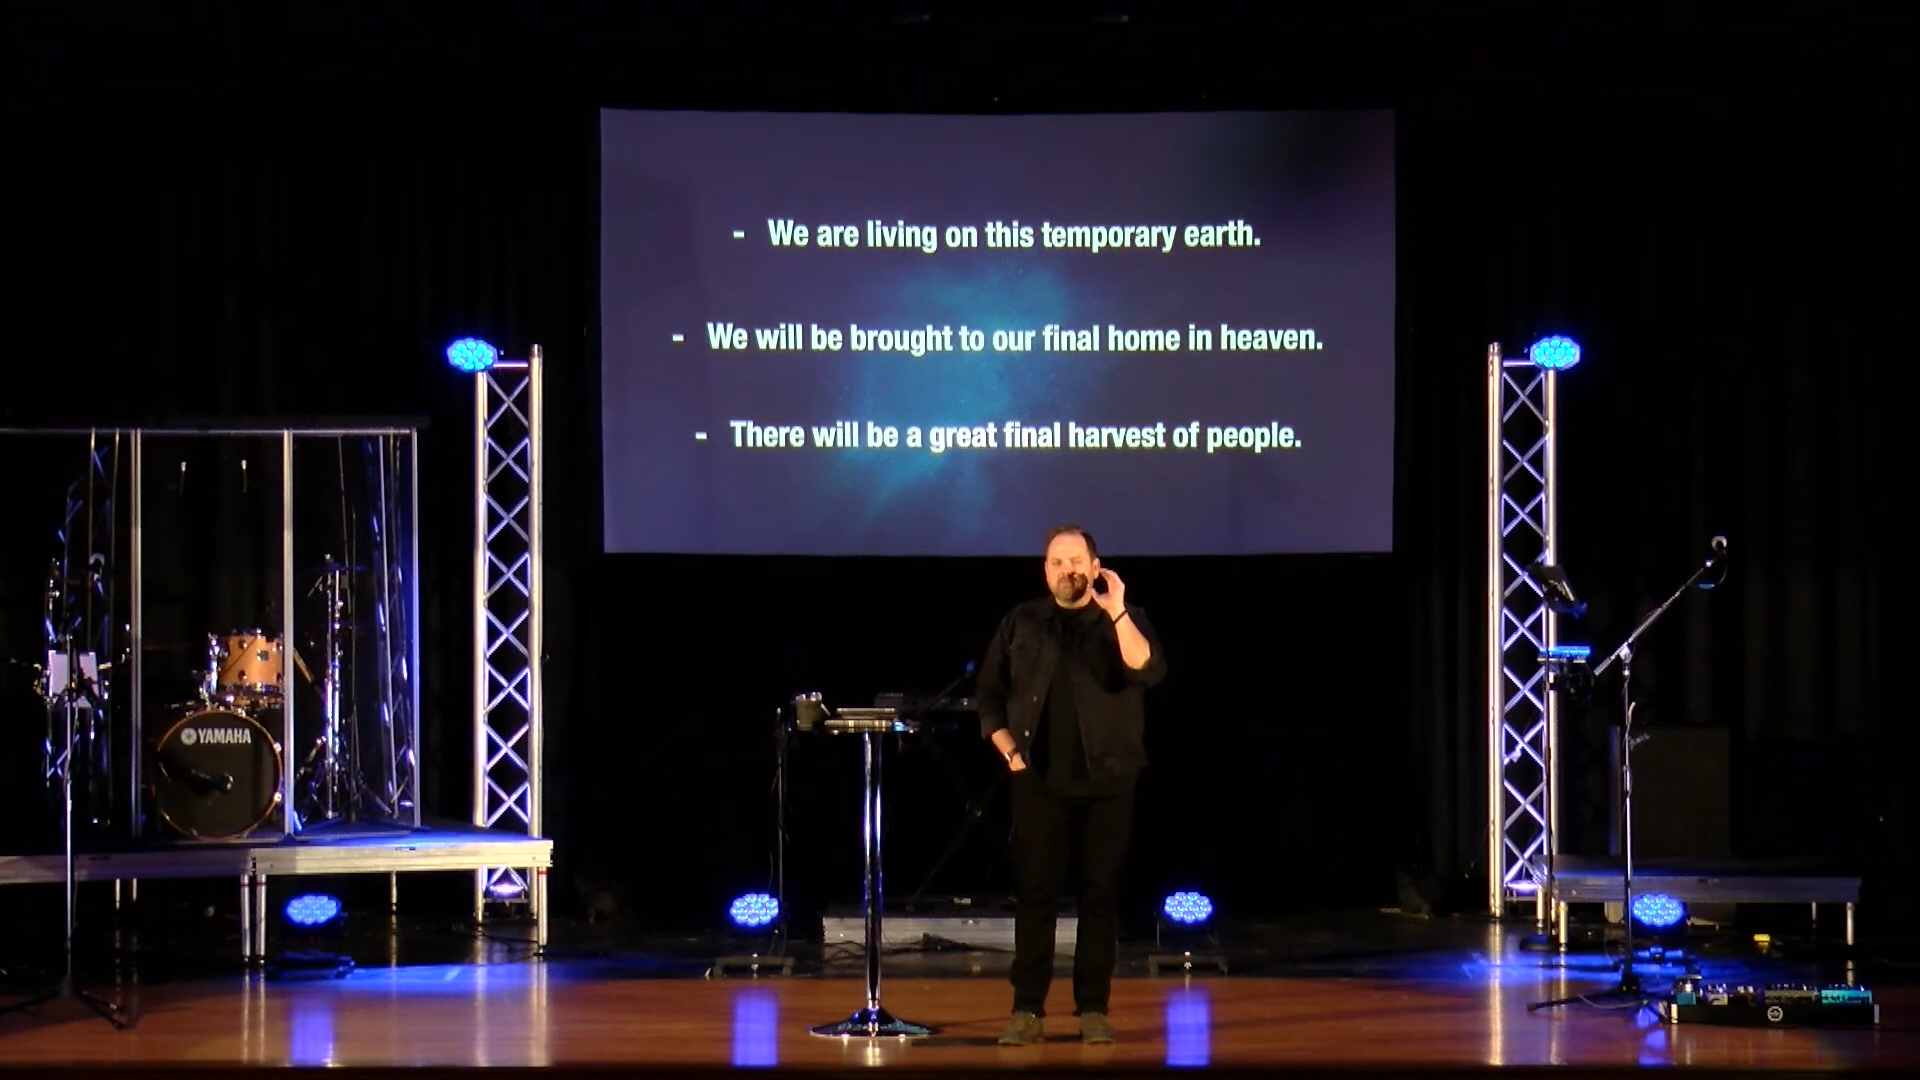 - We are living on this temporary earth.
- We will be brought to our final home in heaven.
- There will be a great final harvest of people.
YAMAHA